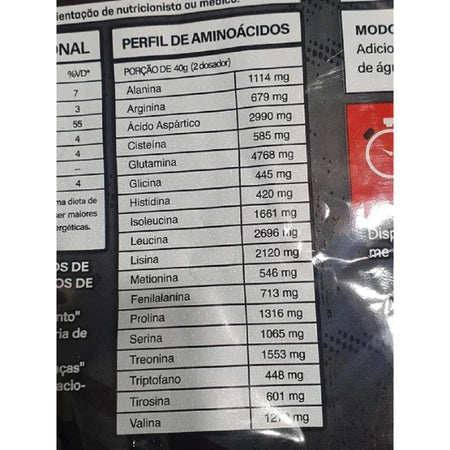 ientação de nutricionista ou médico.
ONAL
%VD*
7
3
55
4
4
--
4
ma dieta de
ser maiores
ergéticas.
OS DE
OS DE
nto"
ria de
ças"
acio-
PERFIL DE AMINOÁCIDOS
PORÇÃO DE 40g (2 dosador)
Alanina 1114 mg
Arginina 679 mg
Ácido Aspártico 2990 mg
Cisteína 585 mg
Glutamina 4768 mg
Glicina 445 mg
Histidina 420 mg
Isoleucina 1661 mg
Leucina 2696 mg
Lisina 2120 mg
Metionina 546 mg
Fenilalanina 713 mg
Prolina 1316 mg
Serina 1065 mg
Treonina 1553 mg
Triptofano 448 mg
Tirosina 601 mg
Valina mg
MODO
Adicio
de águ
Disp
me